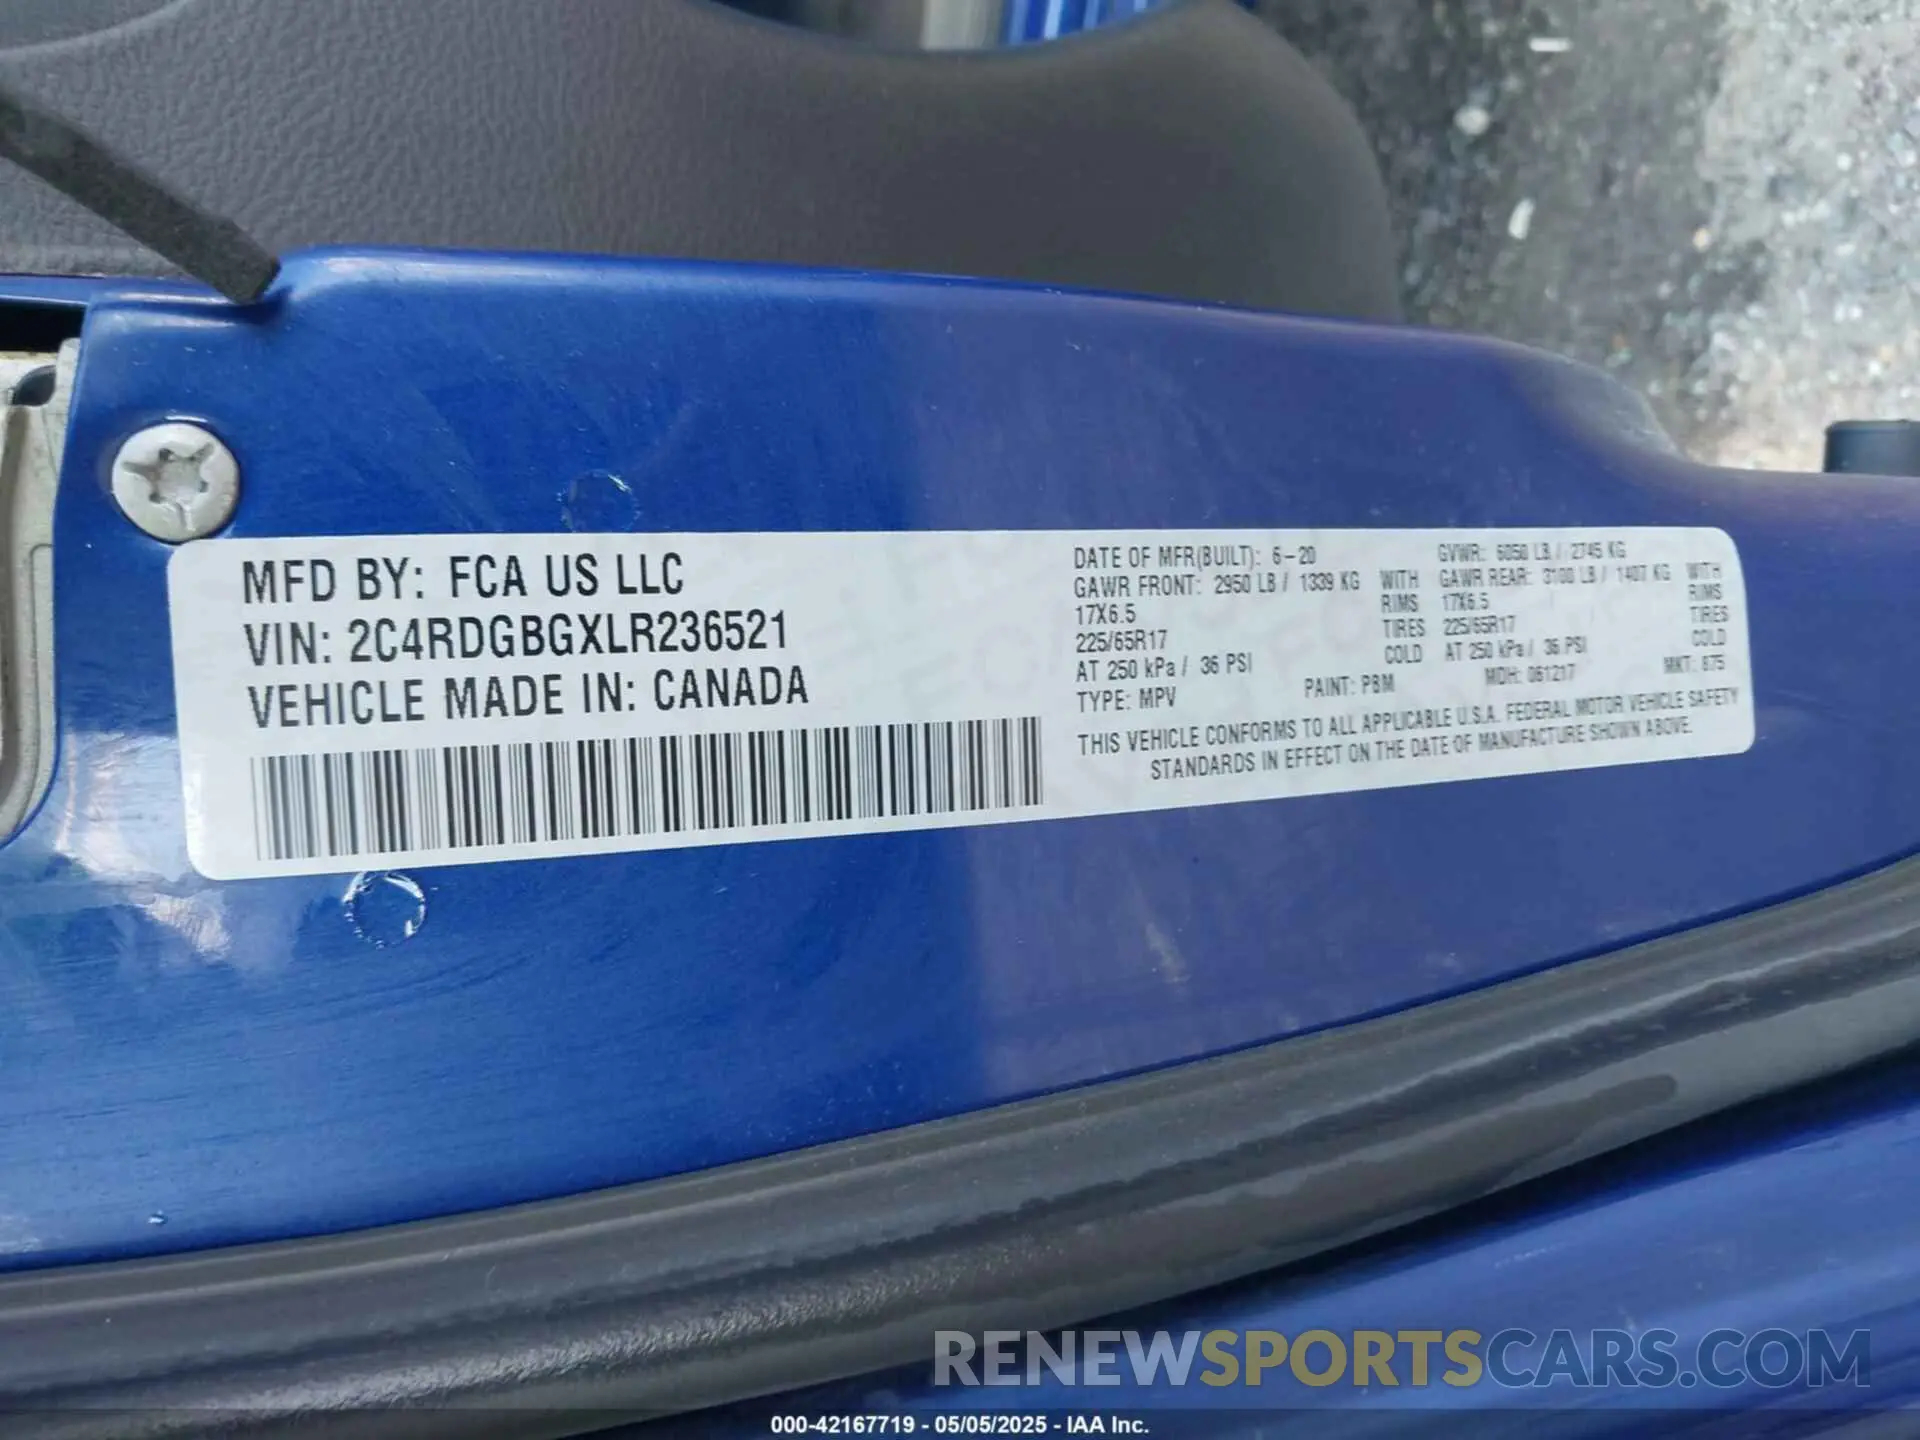 MFD BY: FCA US LLC
VIN: 2C4RDGBGXLR236521
VEHICLE MADE IN: CANADA
DATE OF MFR(BUILT): 6-20 GVWR: 6050 LB / 2745 KG
GAWR FRONT: 2950 LB / 1339 KG WITH GAWR REAR: 3100 LB / 1407 KG WITH
17X6.5 RIMS 17X6.5 RIMS
225/65R17 TIRES 225/65R17 TIRES
AT 250 kPa / 36 PSI COLD AT 250 kPa / 36 PSI COLD
TYPE: MPV PAINT: PBM MDH: 061217 MKT: 875
THIS VEHICLE CONFORMS TO ALL APPLICABLE U.S.A. FEDERAL MOTOR VEHICLE SAFETY
STANDARDS IN EFFECT ON THE DATE OF MANUFACTURE SHOWN ABOVE.
RENEWSPORTSCARS.COM
000-42167719 - 05/05/2025 - IAA Inc.